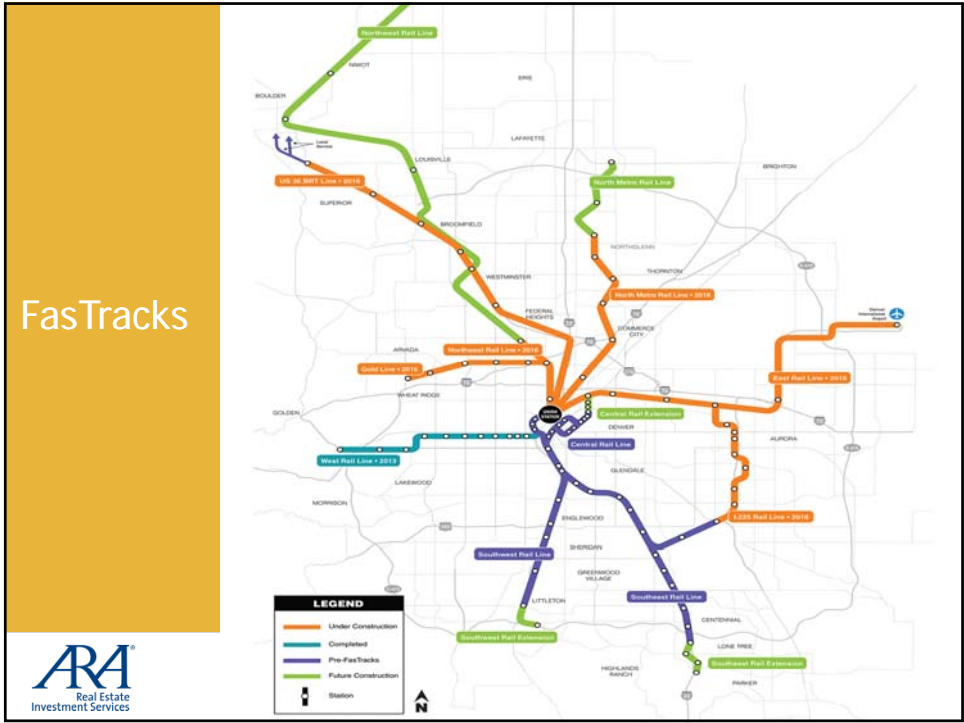 FasTracks
Northwest Rail Line
NIWOT
ERIE
BOULDER
LAFAYETTE
Local
Service
LOUISVILLE
BRIGHTON
US 36 BRT Line • 2016
North Metro Rail Line
SUPERIOR
BROOMFIELD
NORTHGLENN
THORNTON
WESTMINSTER
North Metro Rail Line • 2018
FEDERAL
HEIGHTS
COMMERCE
CITY
Denver
International
Airport
ARVADA
Northwest Rail Line • 2016
Gold Line • 2016
East Rail Line • 2016
WHEAT RIDGE
GOLDEN
UNION
STATION
Central Rail Extension
DENVER
AURORA
Central Rail Line
West Rail Line • 2013
GLENDALE
LAKEWOOD
MORRISON
ENGLEWOOD
I-225 Rail Line • 2016
SHERIDAN
Southwest Rail Line
GREENWOOD
VILLAGE
Southeast Rail Line
LITTLETON
CENTENNIAL
Southwest Rail Extension
LONE TREE
Southeast Rail Extension
HIGHLANDS
RANCH
PARKER
LEGEND
Under Construction
Completed
Pre-FasTracks
Future Construction
Station
N
ARA®
Real Estate
Investment Services